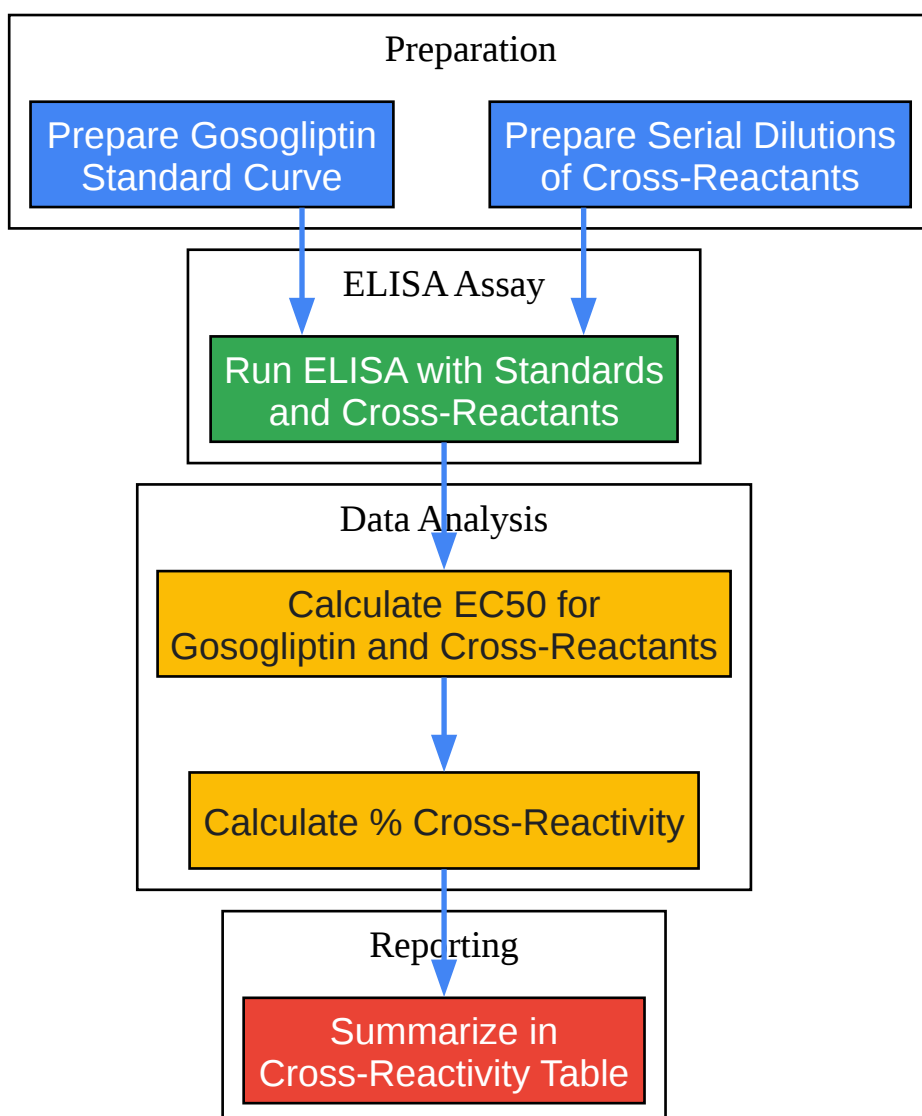 Preparation
Prepare Gosogliptin
Standard Curve
Prepare Serial Dilutions
of Cross-Reactants
ELISA Assay
Run ELISA with Standards
and Cross-Reactants
Data Analysis
Calculate EC50 for
Gosogliptin and Cross-Reactants
Calculate % Cross-Reactivity
Reporting
Summarize in
Cross-Reactivity Table